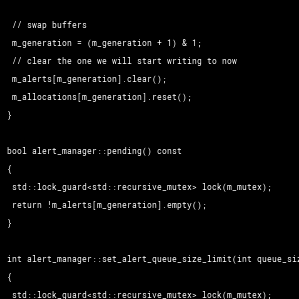 // swap buffers
m_generation = (m_generation + 1) & 1;
// clear the one we will start writing to now
m_alerts[m_generation].clear();
m_allocations[m_generation].reset();
}
bool alert_manager::pending() const
{
std::lock_guard<std::recursive_mutex> lock(m_mutex);
return !m_alerts[m_generation].empty();
}
int alert_manager::set_alert_queue_size_limit(int queue_siz
{
std::lock_guard<std::recursive_mutex> lock(m_mutex);